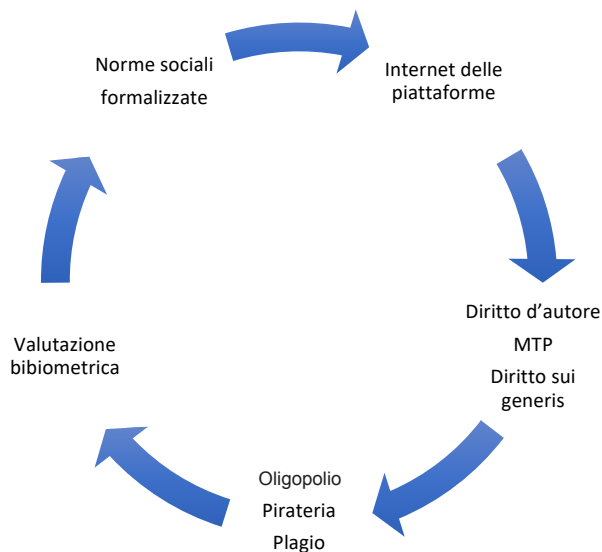 Norme sociali
formalizzate
Internet delle
piattaforme
Diritto d'autore
MTP
Diritto sui
generis
Oligopolio
Pirateria
Plagio
Valutazione
bibiometrica